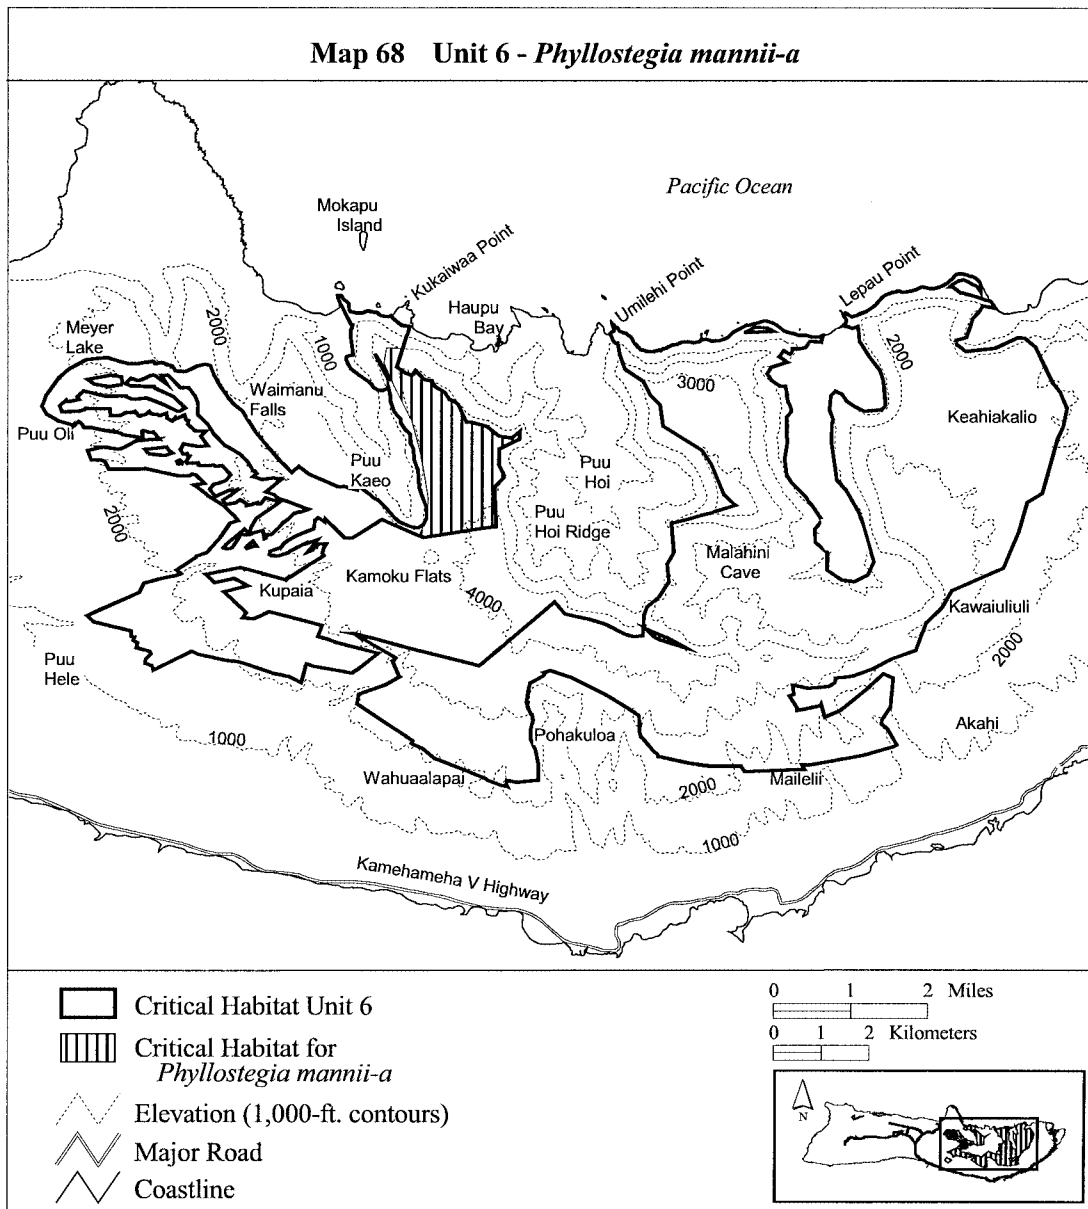 Map 68 Unit 6 - Phyllostegia mannii-a
Pacific Ocean
Mokapu
Island
Kukaiwaa Point
Haupu
Bay
Umilehi Point
Lepau Point
Meyer
Lake
2000
1000
Waimanu
Falls
3000
2000
Keahiakalio
Puu Oli
Puu
Kaeo
Puu
Hoi
Puu
Hoi Ridge
2000
Malahini
Cave
Kamoku Flats
Kupaia
4000
Kawaiuliuli
2000
Puu
Hele
1000
Pohakuloa
Akahi
Wahuaalapai
Mailelii
2000
1000
Kamehameha V Highway
Critical Habitat Unit 6
Critical Habitat for
Phyllostegia mannii-a
Elevation (1,000-ft. contours)
Major Road
Coastline
0 1 2 Miles
0 1 2 Kilometers
N